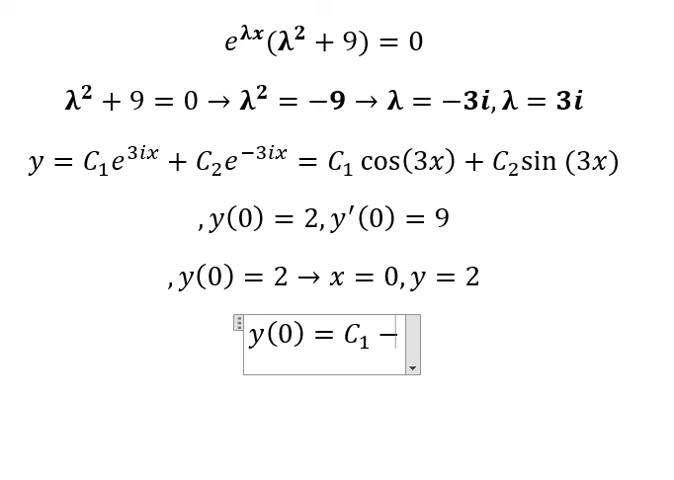 e^{λx}(λ² + 9) = 0
λ² + 9 = 0 → λ² = −9 → λ = −3i, λ = 3i
y = C₁e^{3ix} + C₂e^{−3ix} = C₁ cos(3x) + C₂sin (3x)
,y(0) = 2, y′(0) = 9
,y(0) = 2 → x = 0, y = 2
y(0) = C₁ −